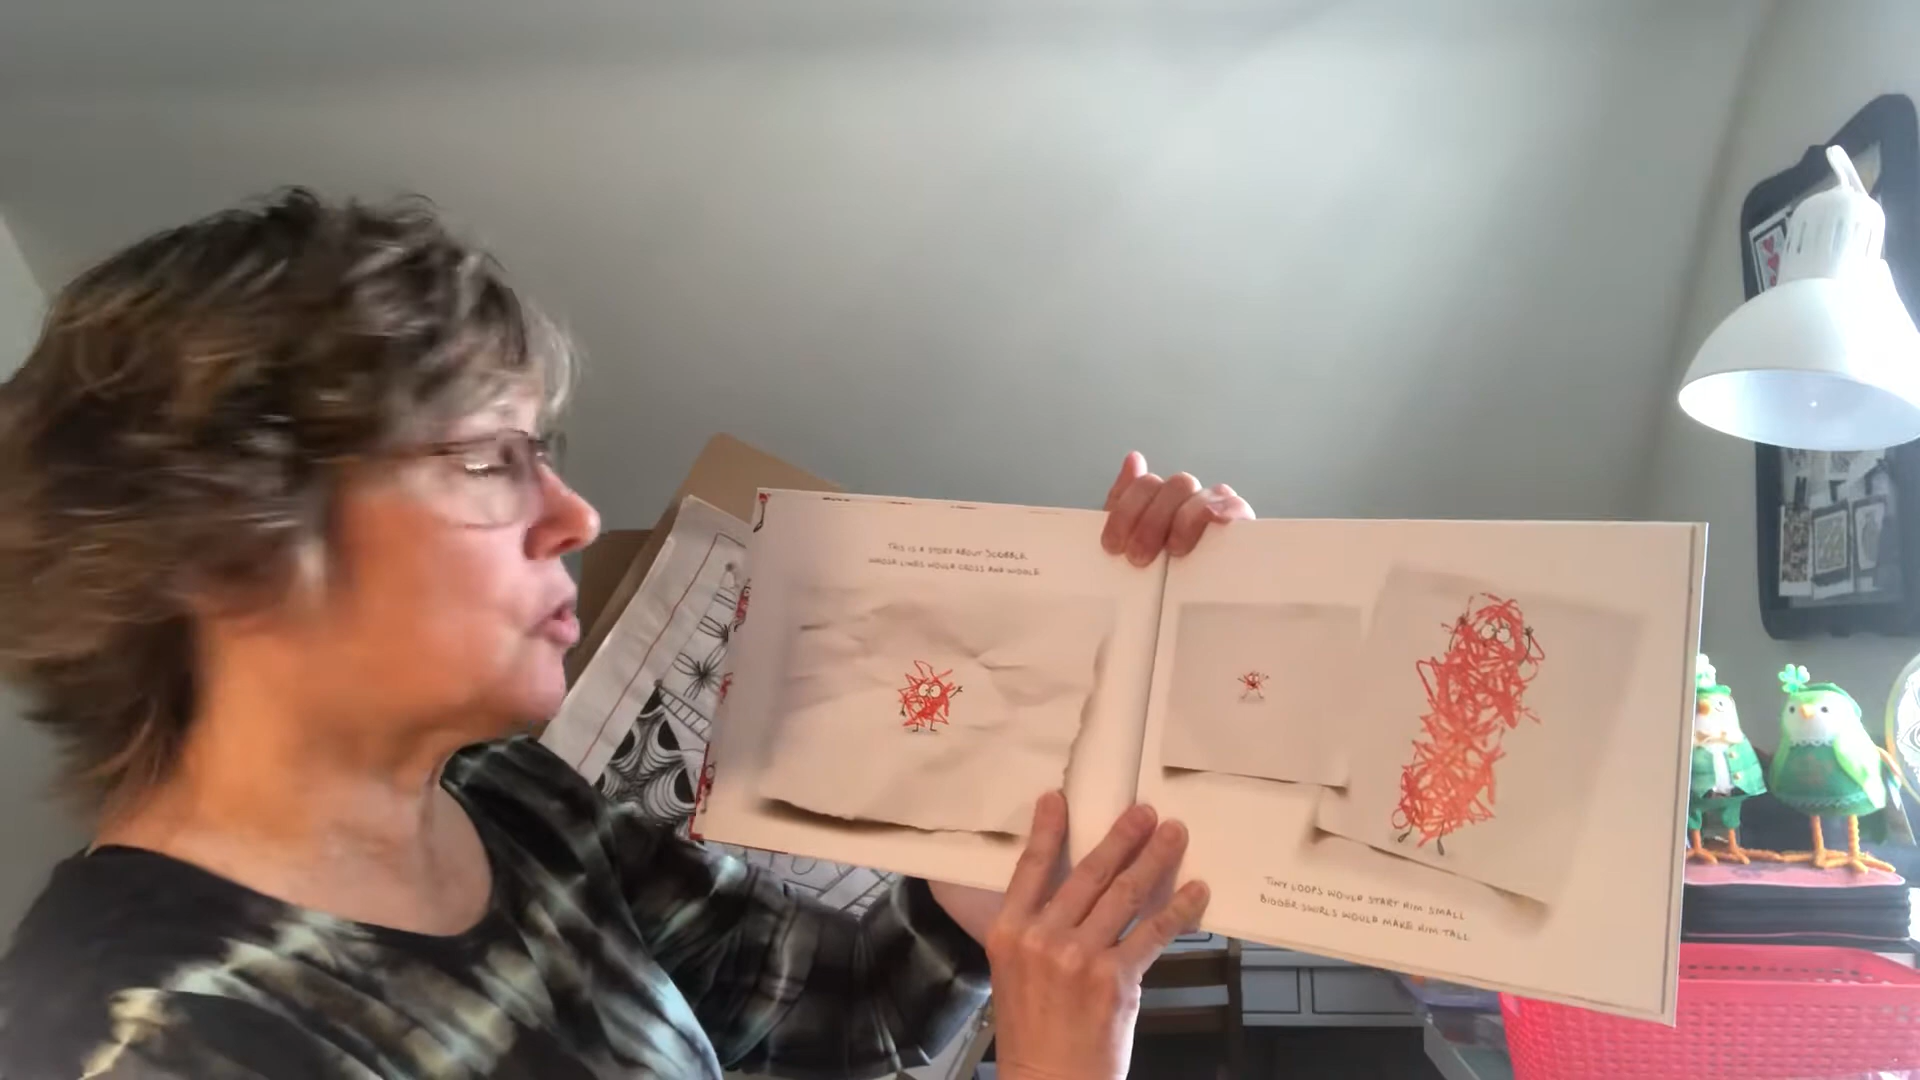 THIS IS A STORY ABOUT SCRIBBLE
WHOSE LINES WOULD CROSS AND WIGGLE
TINY LOOPS WOULD START HIM SMALL
BIGGER SWIRLS WOULD MAKE HIM TALL